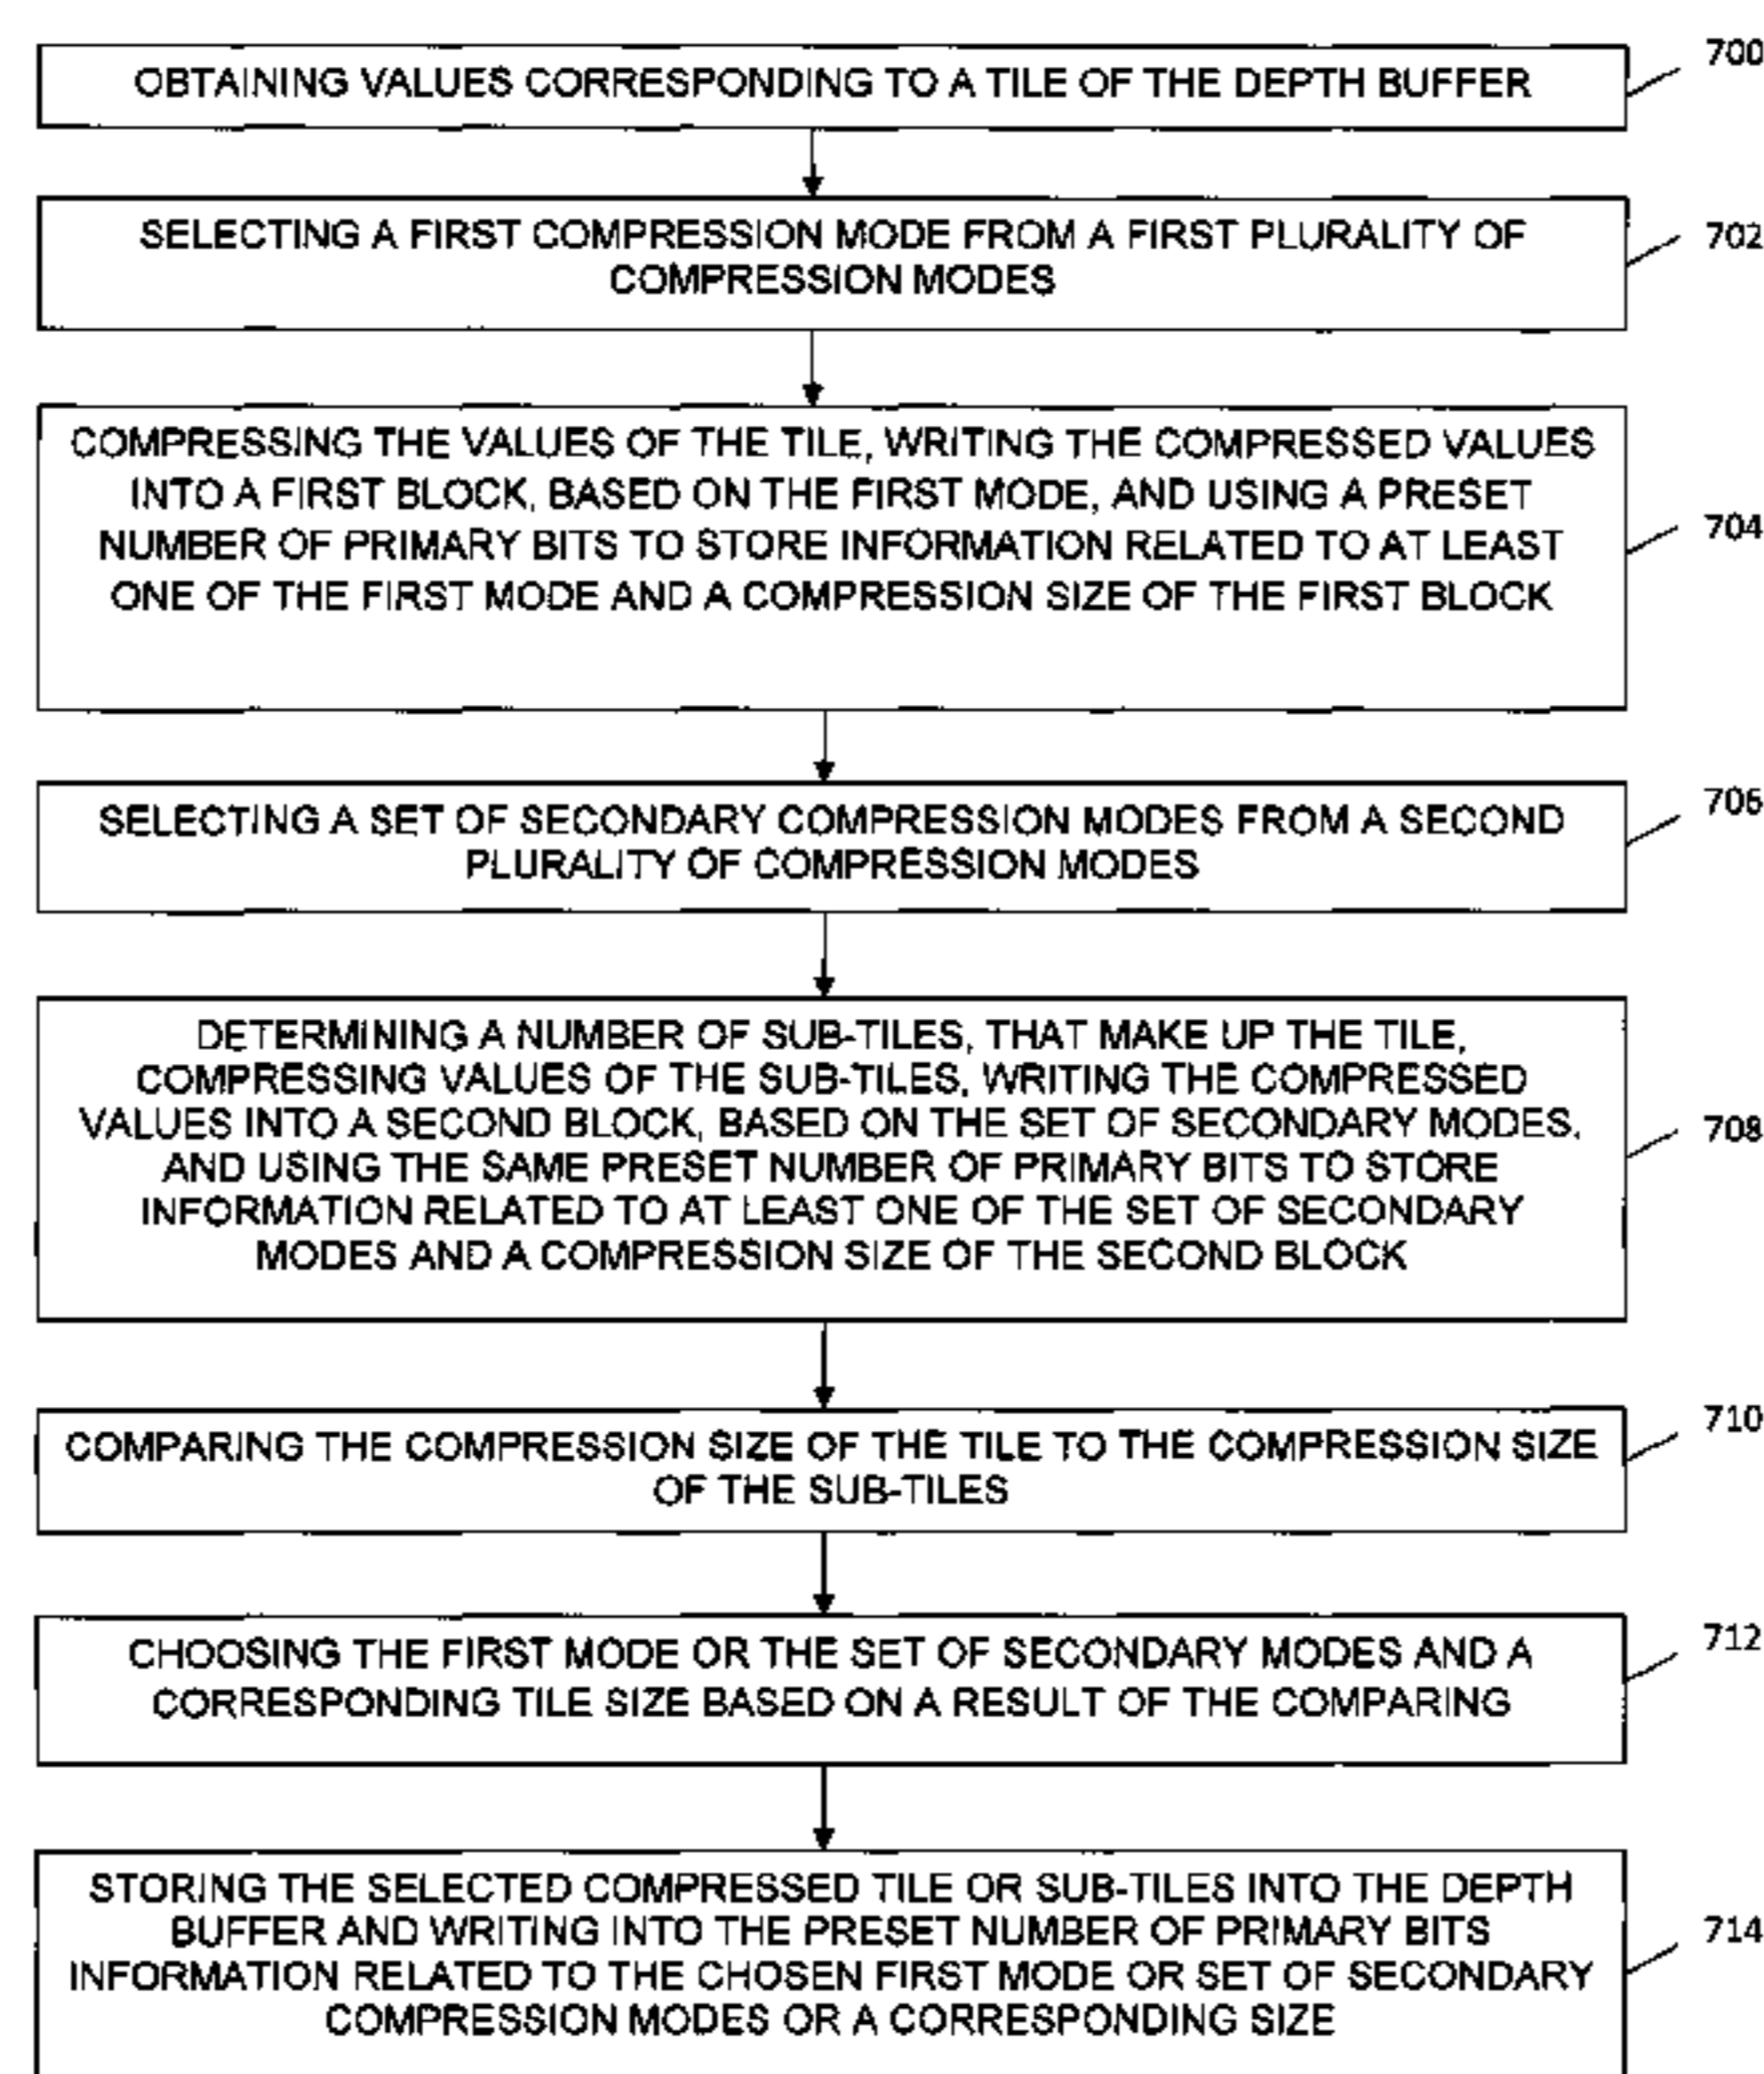 OBTAINING VALUES CORRESPONDING TO A TILE OF THE DEPTH BUFFER
700
SELECTING A FIRST COMPRESSION MODE FROM A FIRST PLURALITY OF
COMPRESSION MODES
702
COMPRESSING THE VALUES OF THE TILE, WRITING THE COMPRESSED VALUES
INTO A FIRST BLOCK, BASED ON THE FIRST MODE, AND USING A PRESET
NUMBER OF PRIMARY BITS TO STORE INFORMATION RELATED TO AT LEAST
ONE OF THE FIRST MODE AND A COMPRESSION SIZE OF THE FIRST BLOCK
704
SELECTING A SET OF SECONDARY COMPRESSION MODES FROM A SECOND
PLURALITY OF COMPRESSION MODES
706
DETERMINING A NUMBER OF SUB-TILES, THAT MAKE UP THE TILE,
COMPRESSING VALUES OF THE SUB-TILES, WRITING THE COMPRESSED
VALUES INTO A SECOND BLOCK, BASED ON THE SET OF SECONDARY MODES,
AND USING THE SAME PRESET NUMBER OF PRIMARY BITS TO STORE
INFORMATION RELATED TO AT LEAST ONE OF THE SET OF SECONDARY
MODES AND A COMPRESSION SIZE OF THE SECOND BLOCK
708
COMPARING THE COMPRESSION SIZE OF THE TILE TO THE COMPRESSION SIZE
OF THE SUB-TILES
710
CHOOSING THE FIRST MODE OR THE SET OF SECONDARY MODES AND A
CORRESPONDING TILE SIZE BASED ON A RESULT OF THE COMPARING
712
STORING THE SELECTED COMPRESSED TILE OR SUB-TILES INTO THE DEPTH
BUFFER AND WRITING INTO THE PRESET NUMBER OF PRIMARY BITS
INFORMATION RELATED TO THE CHOSEN FIRST MODE OR SET OF SECONDARY
COMPRESSION MODES OR A CORRESPONDING SIZE
714